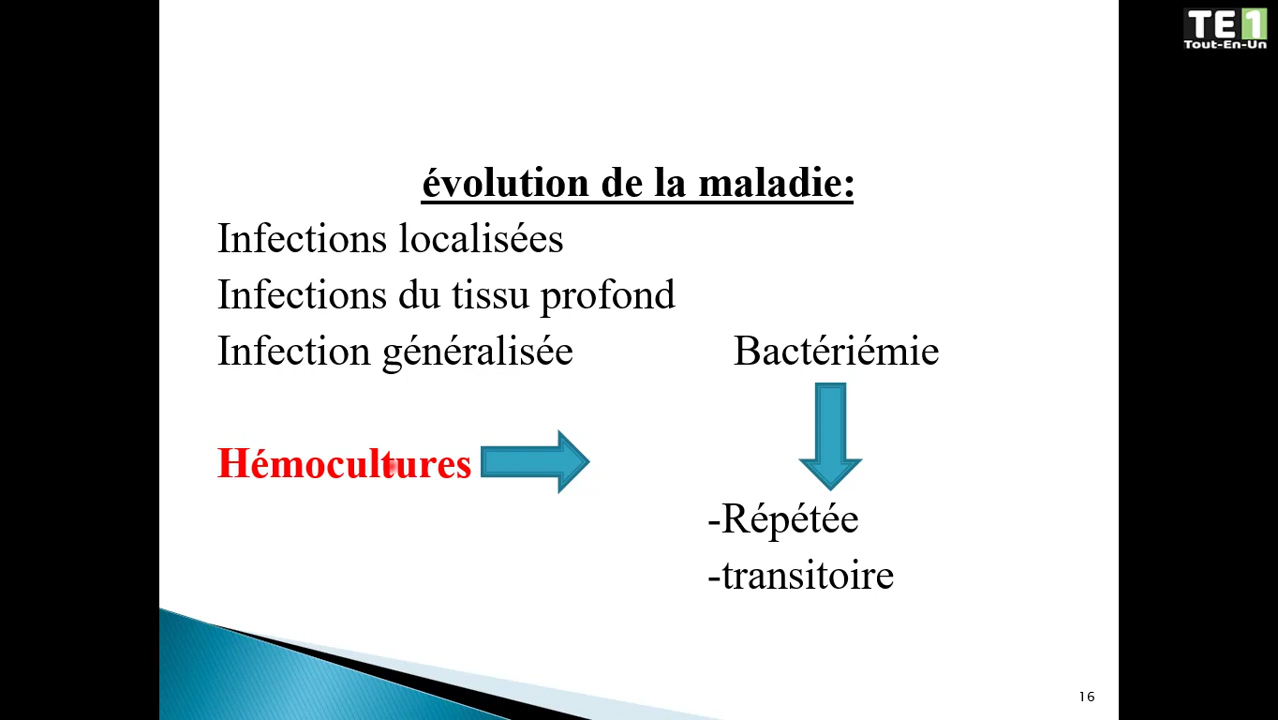 TE1
Tout-En-Un
évolution de la maladie:
Infections localisées
Infections du tissu profond
Infection généralisée Bactériémie
Hémocultures
-Répétée
-transitoire
16